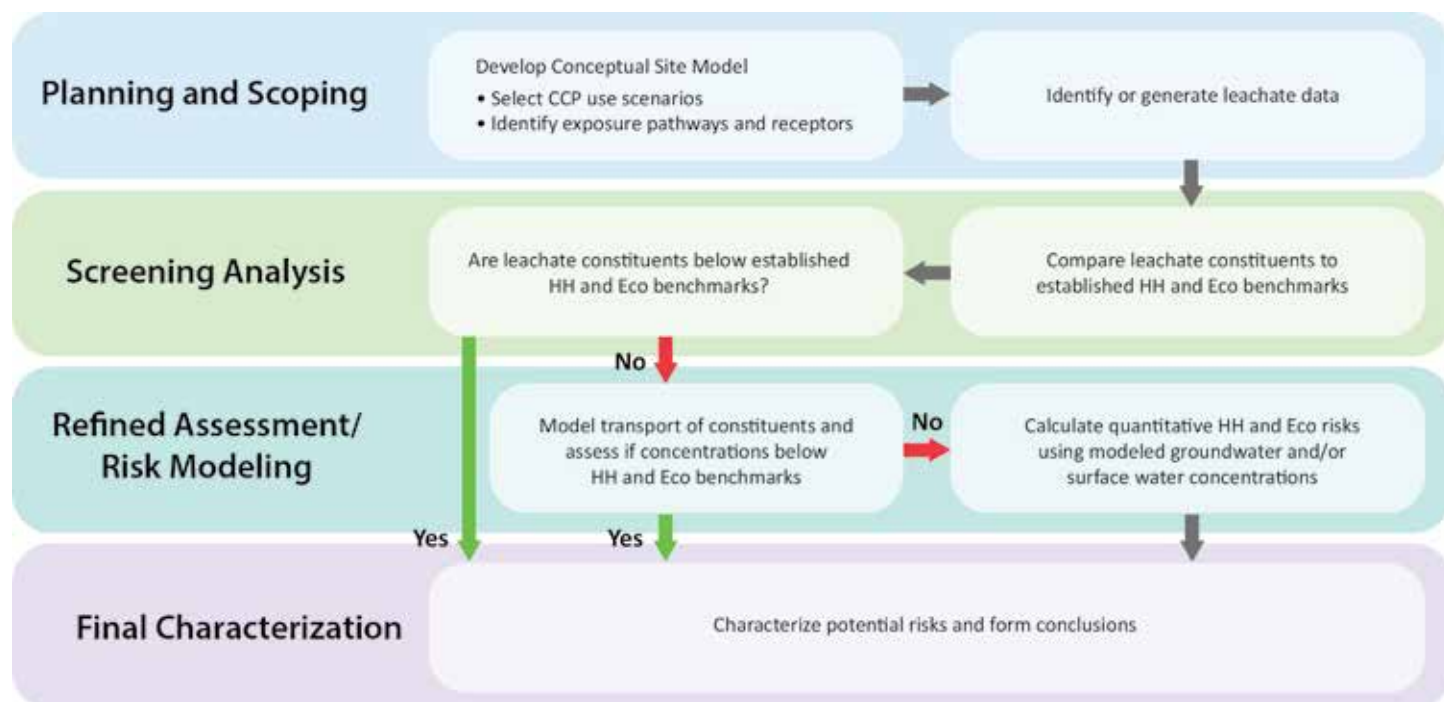 Planning and Scoping
Develop Conceptual Site Model
• Select CCP use scenarios
• Identify exposure pathways and receptors
Identify or generate leachate data
Screening Analysis
Are leachate constituents below established
HH and Eco benchmarks?
Compare leachate constituents to
established HH and Eco benchmarks
No
Refined Assessment/
Risk Modeling
Model transport of constituents and
assess if concentrations below
HH and Eco benchmarks
No
Calculate quantitative HH and Eco risks
using modeled groundwater and/or
surface water concentrations
Yes
Yes
Final Characterization
Characterize potential risks and form conclusions